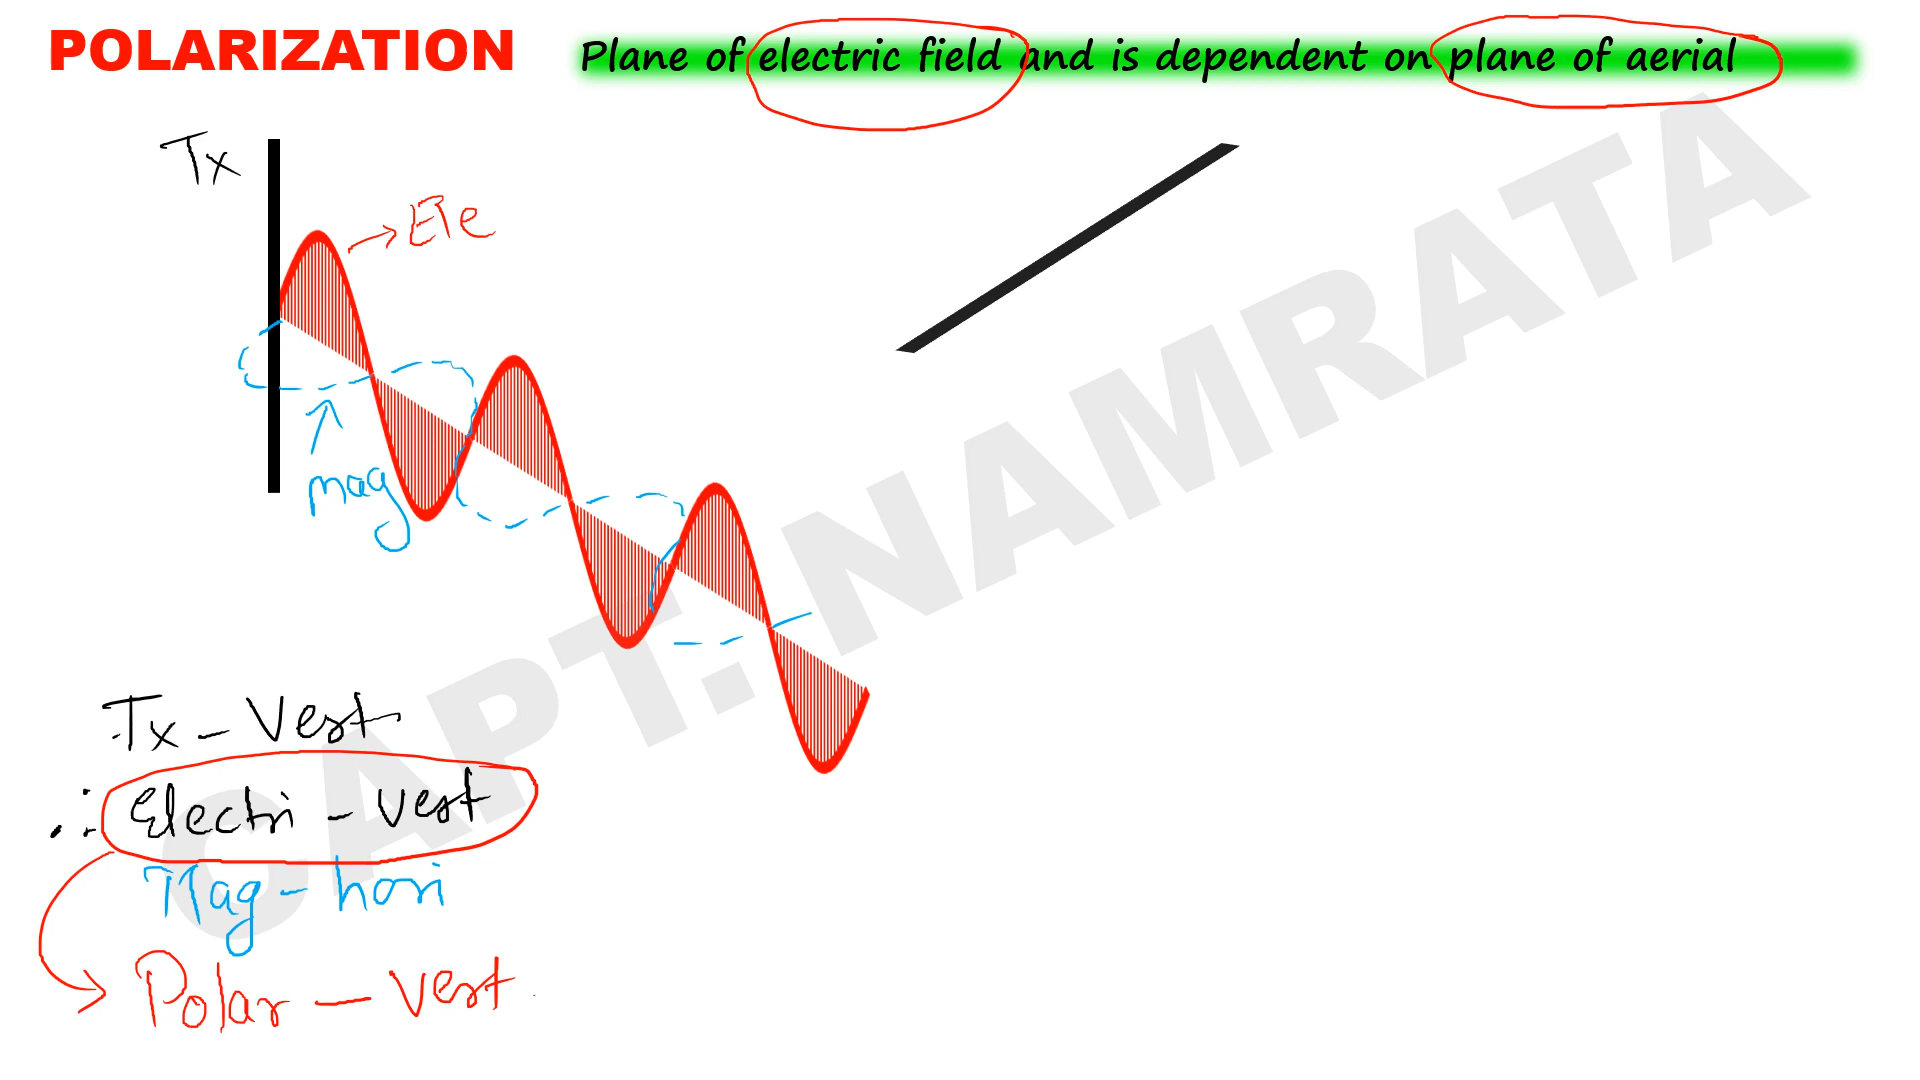 POLARIZATION
Plane of electric field and is dependent on plane of aerial
Tx
Ele
mag
Tx - Vert
∴ Electri - Vert
Mag - hori
Polar - Vert
CAPT. NAMRATA